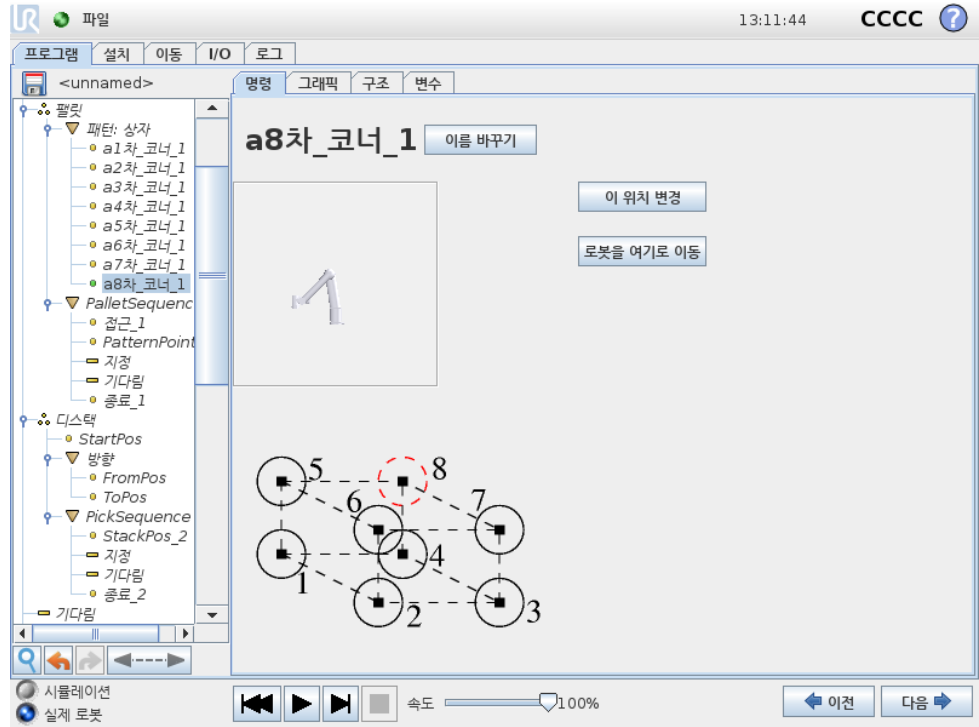 UR 파일 13:11:44 CCCC ?
프로그램 설치 이동 I/O 로그
<unnamed>
명령 그래픽 구조 변수
팔릿
패턴: 상자
a1차_코너_1
a2차_코너_1
a3차_코너_1
a4차_코너_1
a5차_코너_1
a6차_코너_1
a7차_코너_1
a8차_코너_1
PalletSequenc
접근_1
PatternPoint
지정
기다림
종료_1
디스택
StartPos
방향
FromPos
ToPos
PickSequence
StackPos_2
지정
기다림
종료_2
기다림
a8차_코너_1 이름 바꾸기
이 위치 변경
로봇을 여기로 이동
5 8
6 7
4
1 2 3
시뮬레이션
실제 로봇
속도 100%
이전 다음